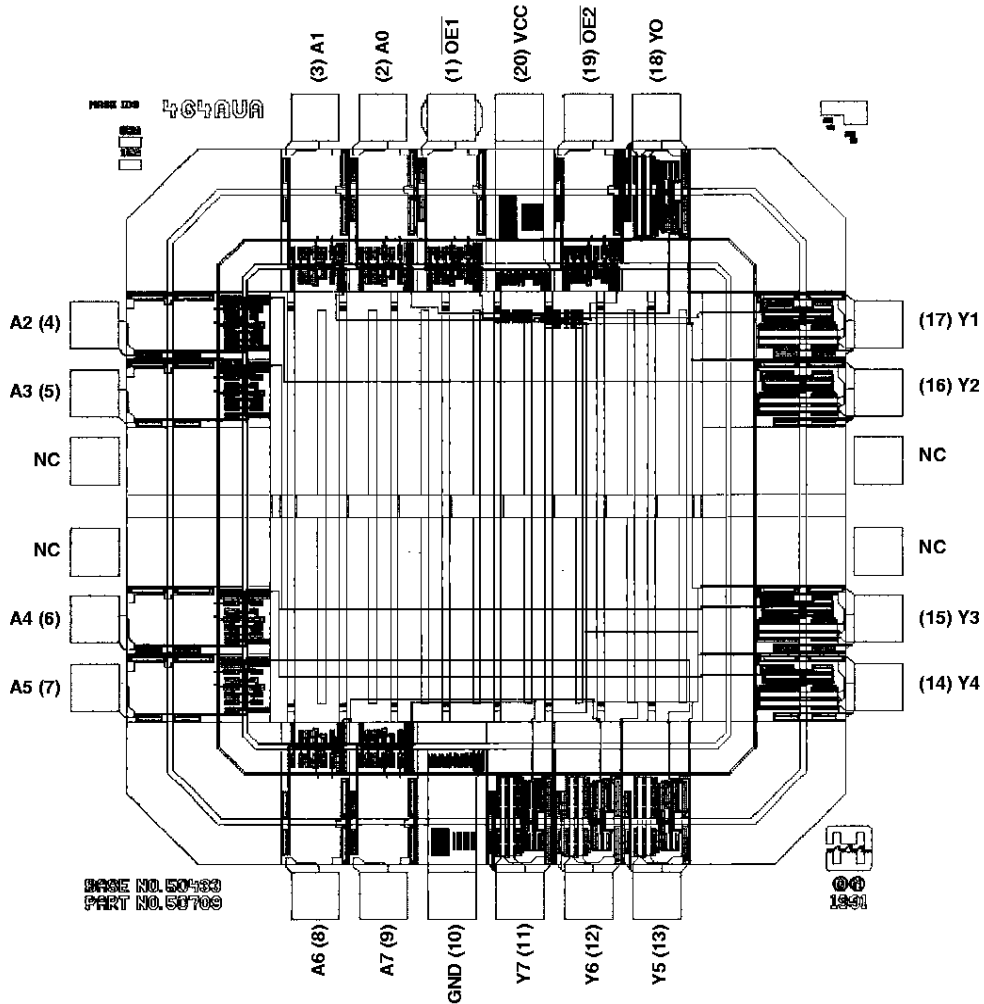 (3) A1
(2) A0
(1) OE1
(20) VCC
(19) OE2
(18) YO
MASK IDS
464AUA
A2 (4)
(17) Y1
A3 (5)
(16) Y2
NC
NC
NC
NC
A4 (6)
(15) Y3
A5 (7)
(14) Y4
BASE NO. 50433
PART NO. 50709
1991
A6 (8)
A7 (9)
GND (10)
Y7 (11)
Y6 (12)
Y5 (13)